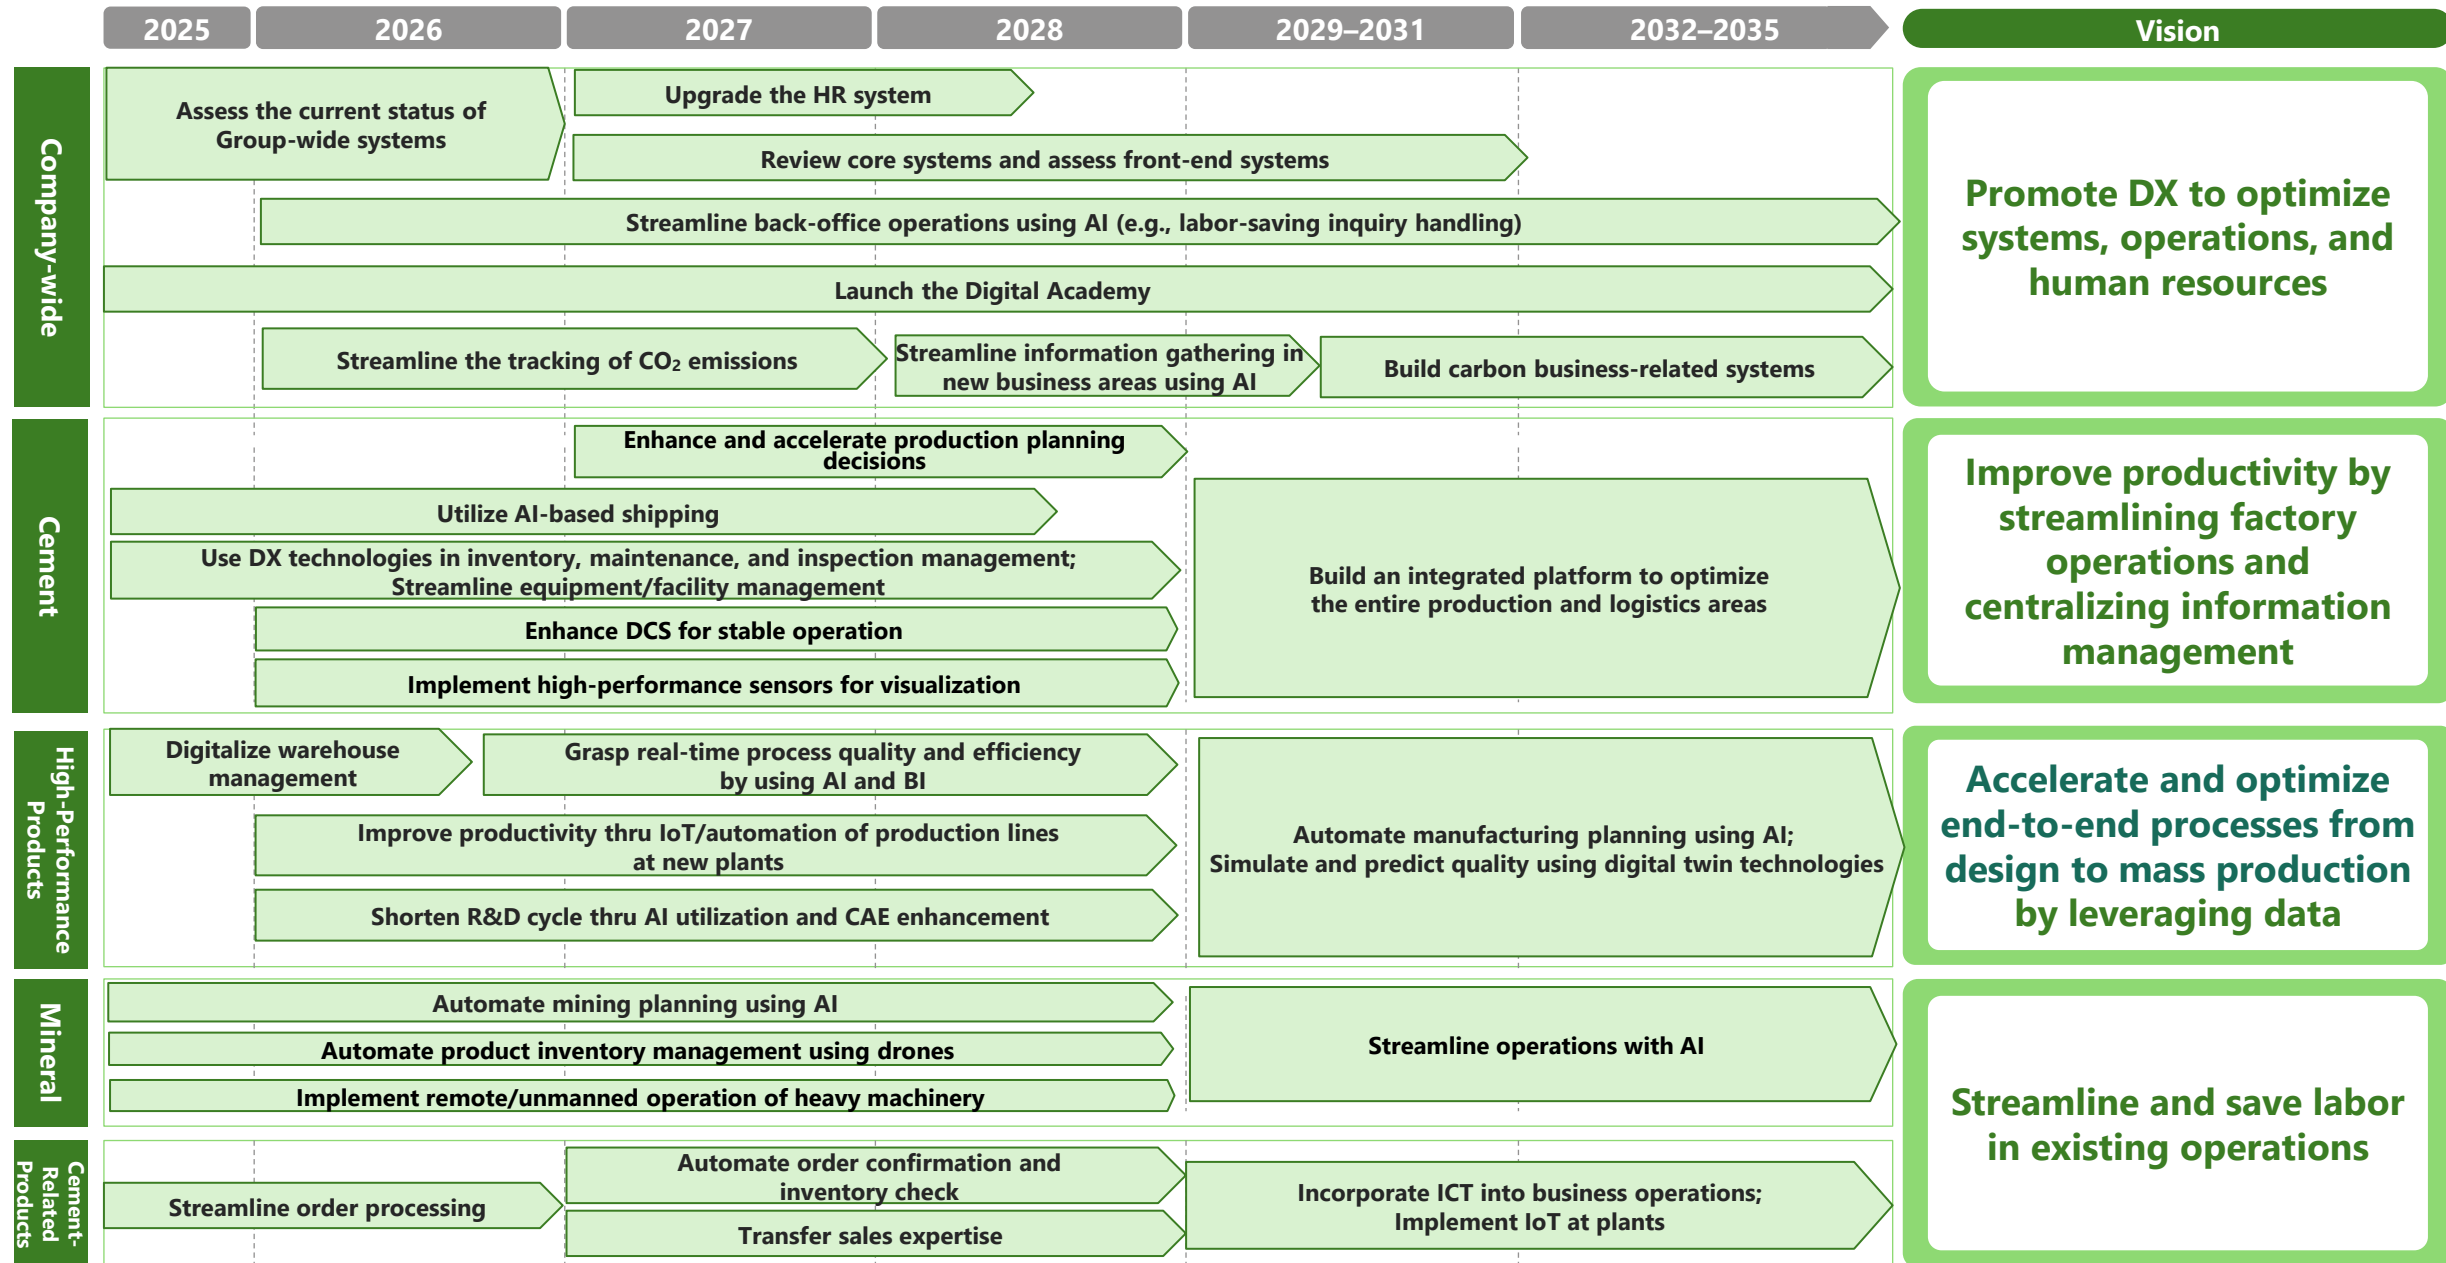 2025
2026
2027
2028
2029–2031
2032–2035
Vision
Company-wide
Assess the current status of
Group-wide systems
Upgrade the HR system
Review core systems and assess front-end systems
Streamline back-office operations using AI (e.g., labor-saving inquiry handling)
Launch the Digital Academy
Streamline the tracking of CO₂ emissions
Streamline information gathering in
new business areas using AI
Build carbon business-related systems
Promote DX to optimize
systems, operations, and
human resources
Cement
Enhance and accelerate production planning
decisions
Utilize AI-based shipping
Use DX technologies in inventory, maintenance, and inspection management;
Streamline equipment/facility management
Enhance DCS for stable operation
Implement high-performance sensors for visualization
Build an integrated platform to optimize
the entire production and logistics areas
Improve productivity by
streamlining factory
operations and
centralizing information
management
High-Performance
Products
Digitalize warehouse
management
Grasp real-time process quality and efficiency
by using AI and BI
Improve productivity thru IoT/automation of production lines
at new plants
Shorten R&D cycle thru AI utilization and CAE enhancement
Automate manufacturing planning using AI;
Simulate and predict quality using digital twin technologies
Accelerate and optimize
end-to-end processes from
design to mass production
by leveraging data
Mineral
Automate mining planning using AI
Automate product inventory management using drones
Implement remote/unmanned operation of heavy machinery
Streamline operations with AI
Streamline and save labor
in existing operations
Cement-
Related
Products
Streamline order processing
Automate order confirmation and
inventory check
Transfer sales expertise
Incorporate ICT into business operations;
Implement IoT at plants